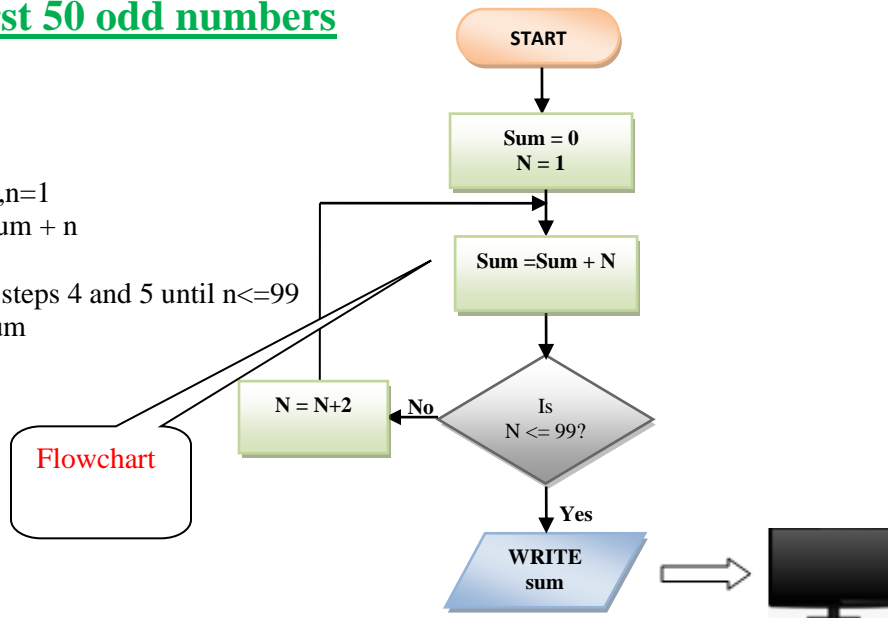 rst 50 odd numbers
,n=1
um + n
steps 4 and 5 until n<=99
um
START
Sum = 0
N = 1
Sum =Sum + N
Is
N <= 99?
No
N = N+2
Yes
WRITE
sum
Flowchart